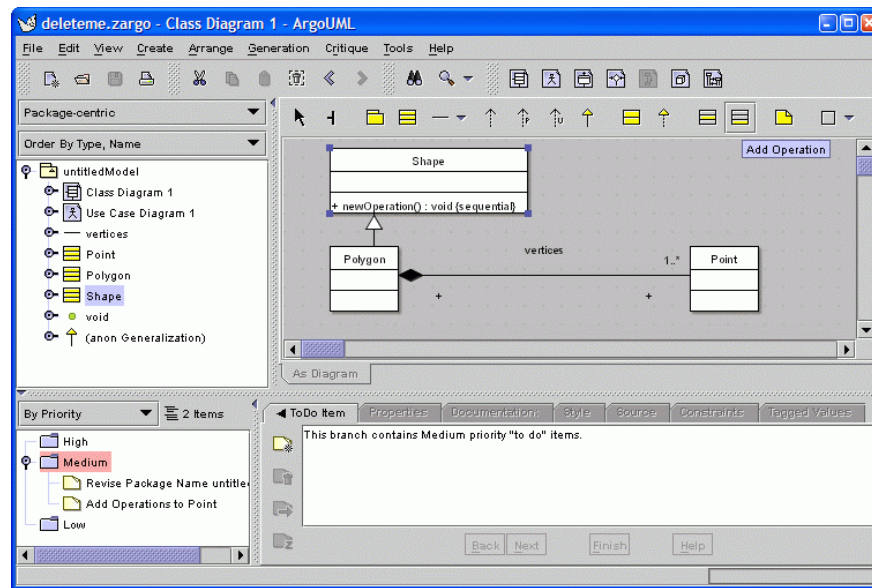 deleteme.zargo - Class Diagram 1 - ArgoUML
File Edit View Create Arrange Generation Critique Tools Help
Package-centric
Order By Type, Name
untitledModel
Class Diagram 1
Use Case Diagram 1
vertices
Point
Polygon
Shape
void
(anon Generalization)
Add Operation
Shape
+ newOperation() : void {sequential}
Polygon
vertices
1..*
Point
+ +
As Diagram
By Priority
2 Items
High
Medium
Revise Package Name untitle
Add Operations to Point
Low
ToDo Item Properties Documentation: Style Source Constraints Tagged Values
This branch contains Medium priority "to do" items.
Back Next Finish Help